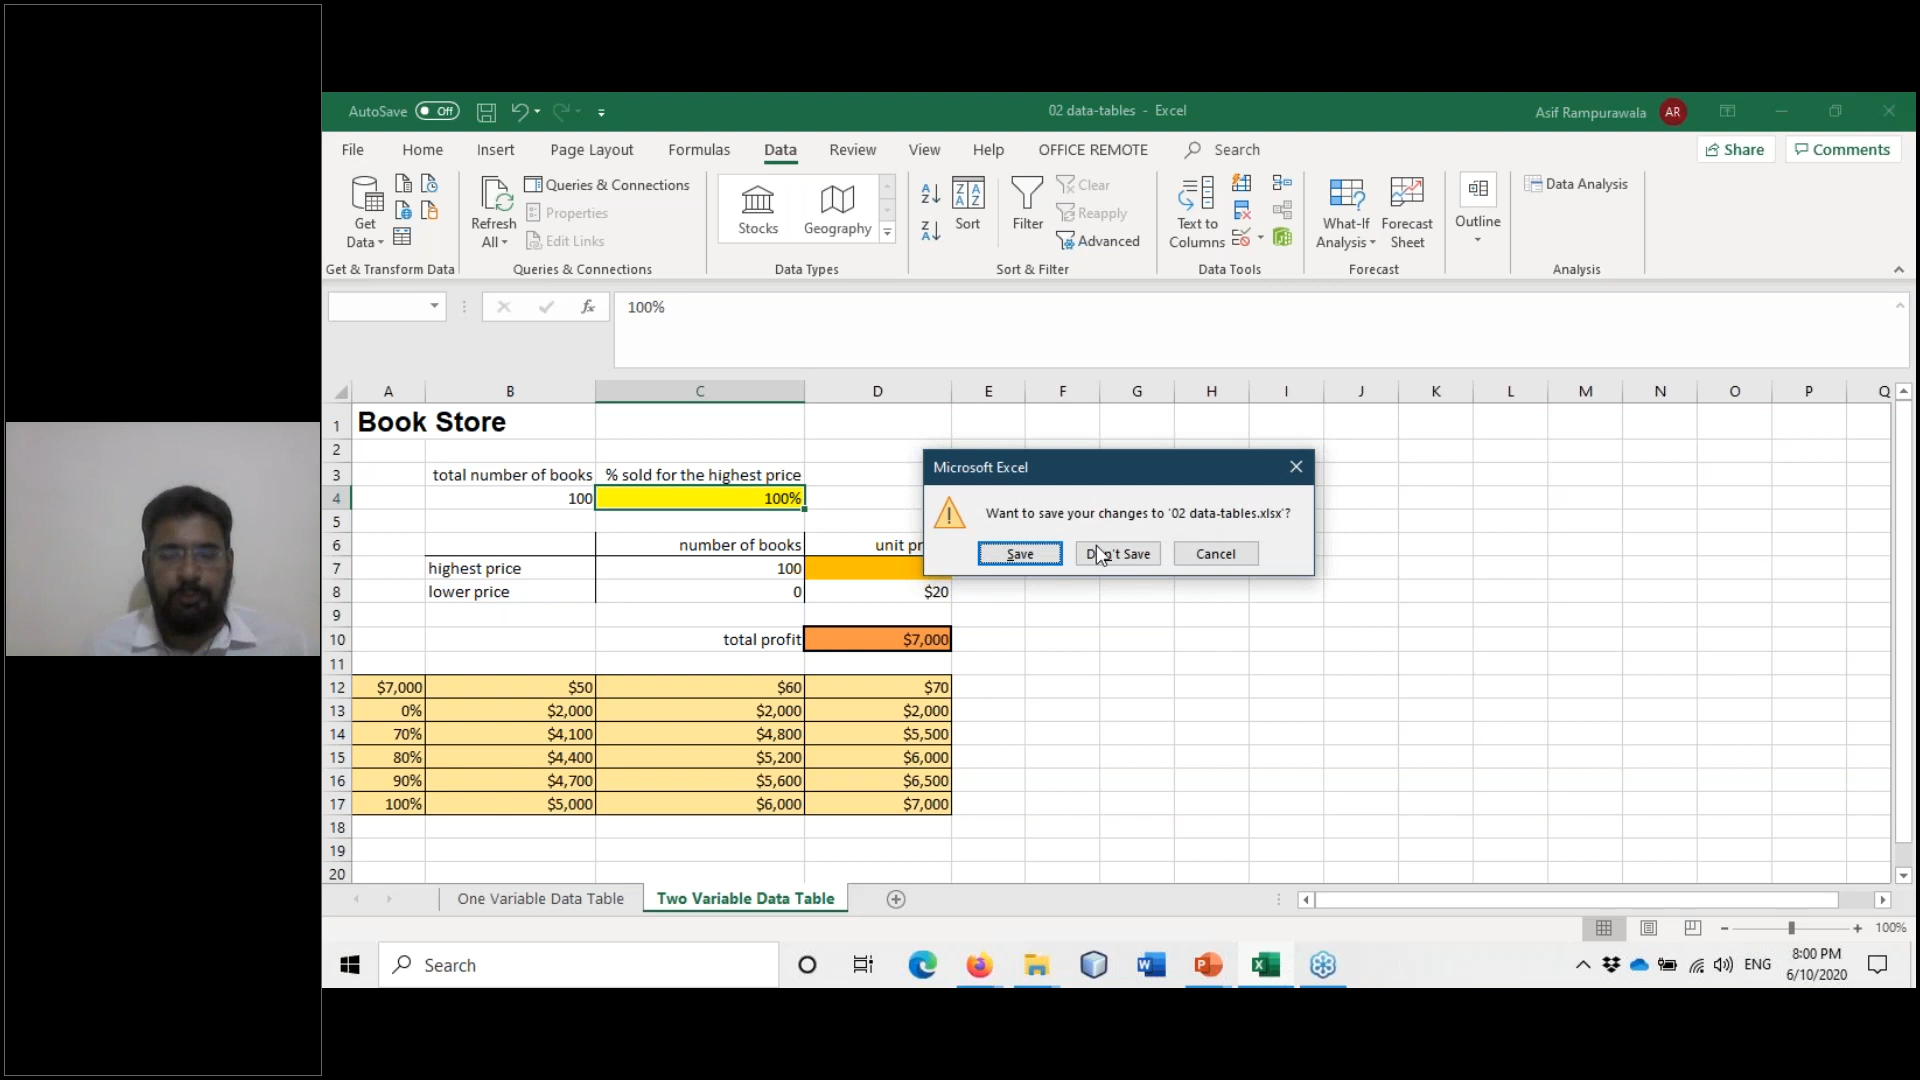 AutoSave Off 02 data-tables - Excel Asif Rampurawala AR
File Home Insert Page Layout Formulas Data Review View Help OFFICE REMOTE Search Share Comments
Get Data Refresh All Queries & Connections Properties Edit Links Stocks Geography Sort Filter Clear Reapply Advanced Text to Columns What-If Analysis Forecast Sheet Outline Data Analysis
Get & Transform Data Queries & Connections Data Types Sort & Filter Data Tools Forecast Analysis
fx 100%
A B C D E F G H I J K L M N O P Q
1 Book Store
2
3 total number of books % sold for the highest price
4 100 100%
5
6 number of books unit pr
7 highest price 100
8 lower price 0 $20
9
10 total profit $7,000
11
12 $7,000 $50 $60 $70
13 0% $2,000 $2,000 $2,000
14 70% $4,100 $4,800 $5,500
15 80% $4,400 $5,200 $6,000
16 90% $4,700 $5,600 $6,500
17 100% $5,000 $6,000 $7,000
18
19
20
Microsoft Excel
Want to save your changes to '02 data-tables.xlsx'?
Save Don't Save Cancel
One Variable Data Table Two Variable Data Table
100%
Search ENG 8:00 PM
6/10/2020